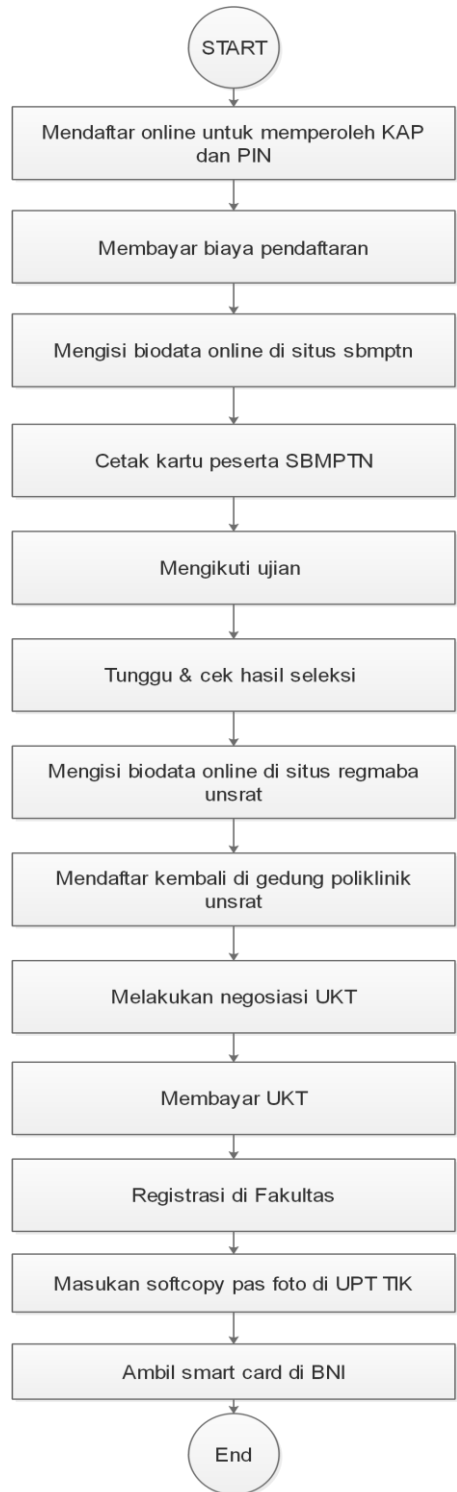 START
Mendaftar online untuk memperoleh KAP
dan PIN
Membayar biaya pendaftaran
Mengisi biodata online di situs sbmptn
Cetak kartu peserta SBMPTN
Mengikuti ujian
Tunggu & cek hasil seleksi
Mengisi biodata online di situs regmaba
unsrat
Mendaftar kembali di gedung poliklinik
unsrat
Melakukan negosiasi UKT
Membayar UKT
Registrasi di Fakultas
Masukan softcopy pas foto di UPT TIK
Ambil smart card di BNI
End